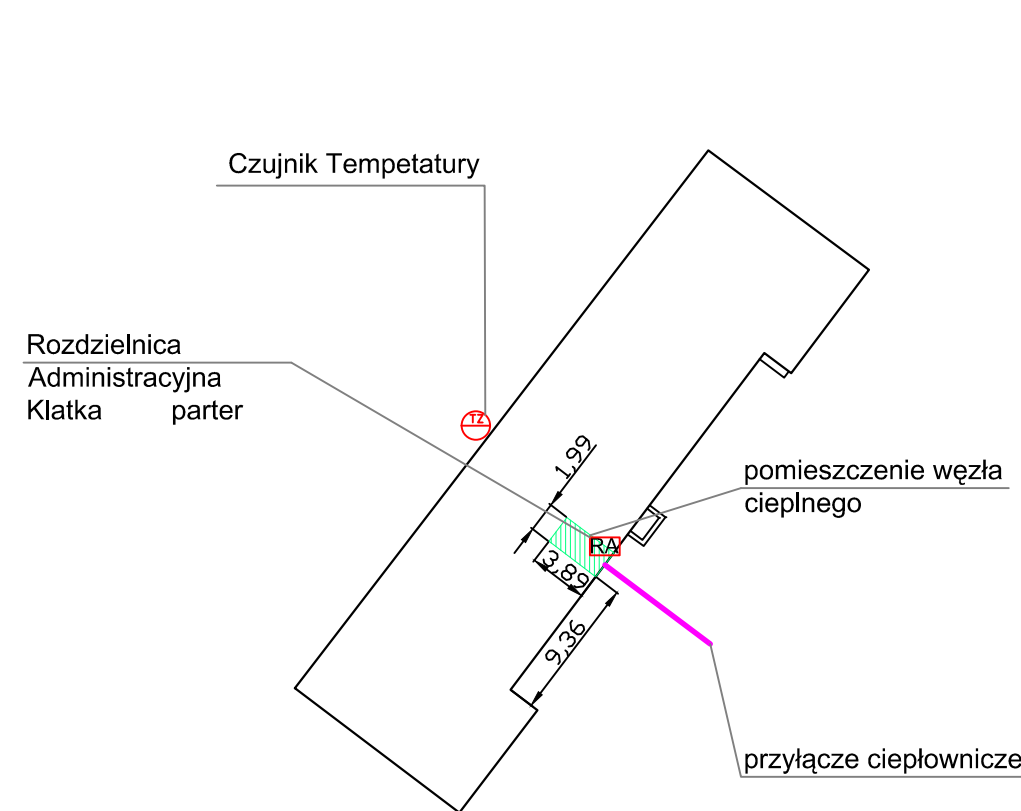 Czujnik Tempetatury
Rozdzielnica
Administracyjna
Klatka parter
TZ
1,99
pomieszczenie węzła
cieplnego
RA
3,89
9,36
przyłącze ciepłownicze